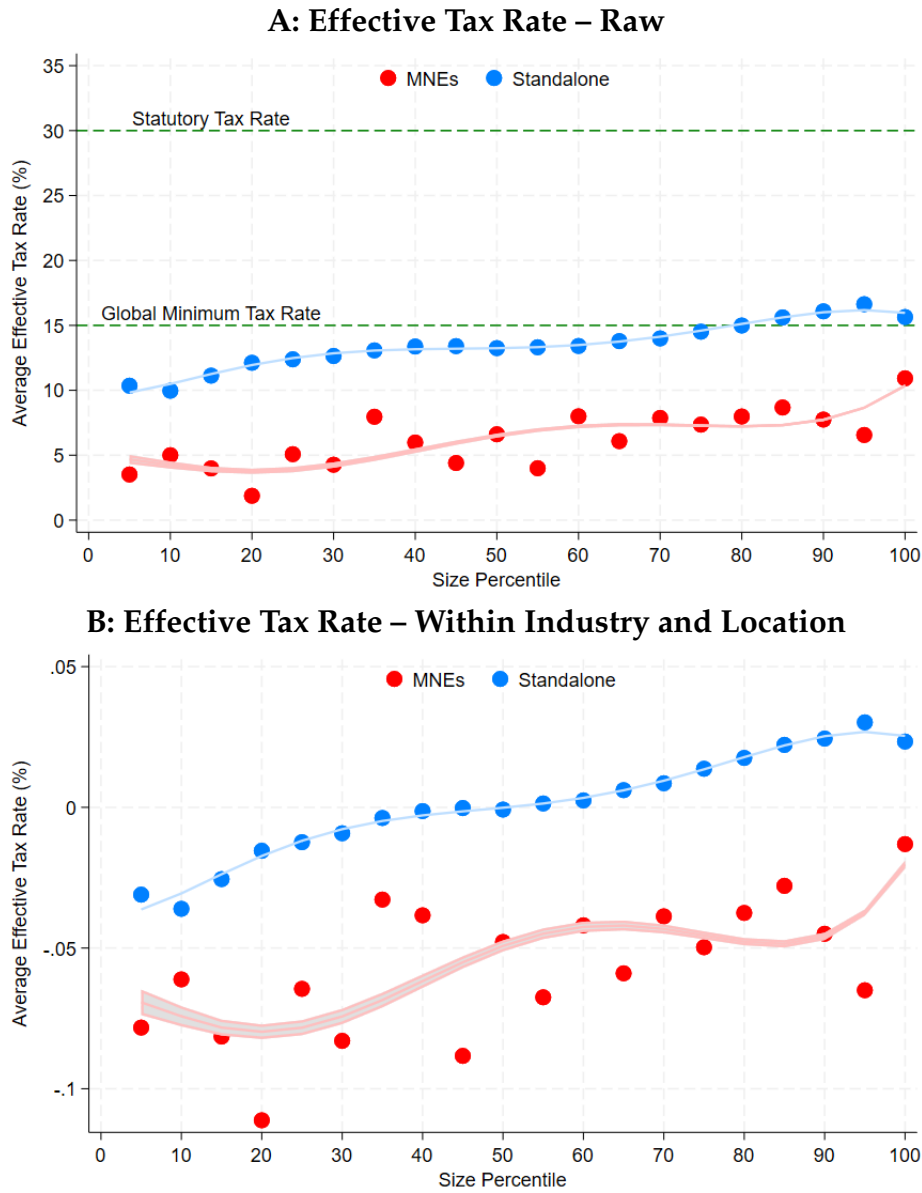 A: Effective Tax Rate – Raw
35
30
25
20
15
10
5
0
Average Effective Tax Rate (%)
MNEs Standalone
Statutory Tax Rate
Global Minimum Tax Rate
0 10 20 30 40 50 60 70 80 90 100
Size Percentile
B: Effective Tax Rate – Within Industry and Location
.05
0
-.05
-.1
Average Effective Tax Rate (%)
MNEs Standalone
0 10 20 30 40 50 60 70 80 90 100
Size Percentile